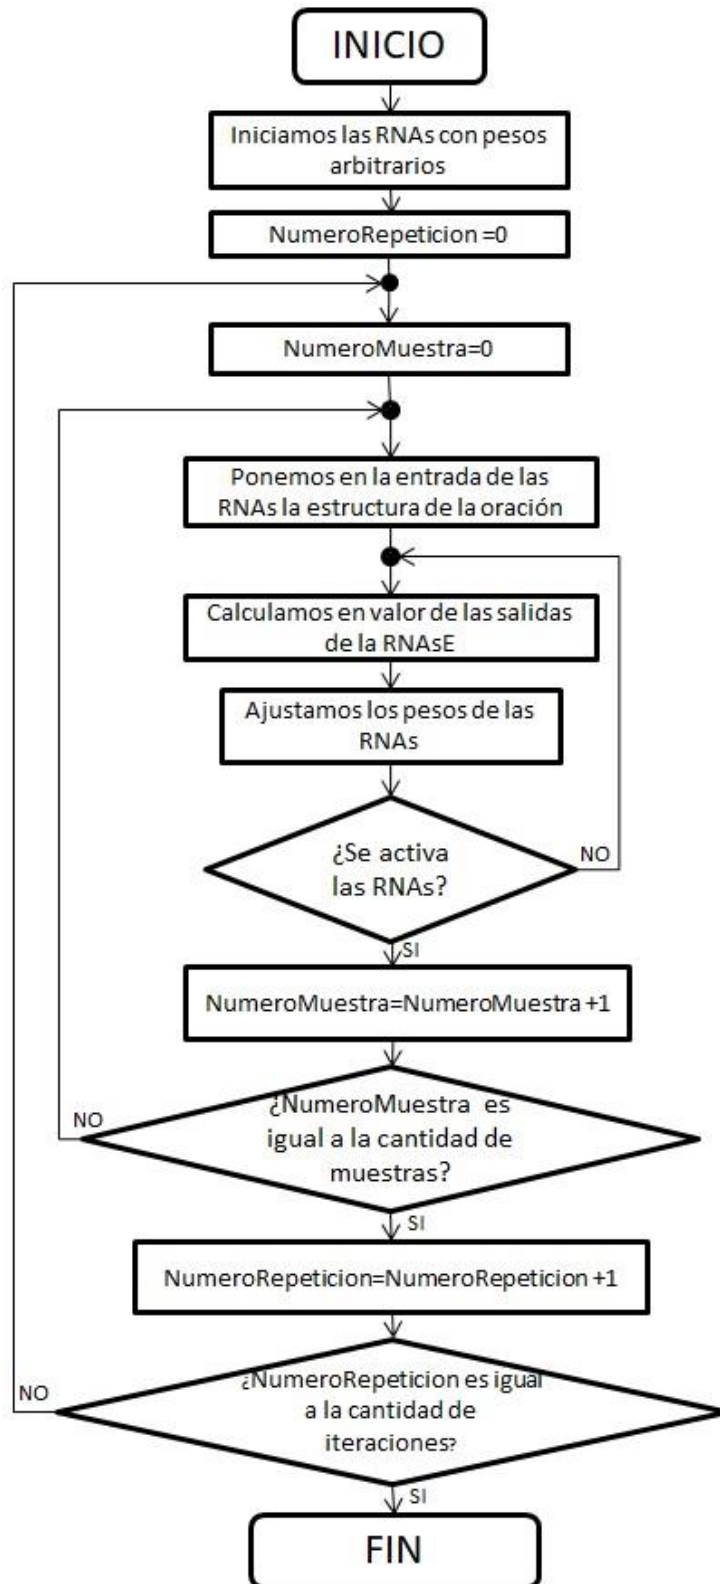 INICIO
Iniciamos las RNAs con pesos
arbitrarios
NumeroRepeticion =0
NumeroMuestra=0
Ponemos en la entrada de las
RNAs la estructura de la oración
Calculamos en valor de las salidas
de la RNAsE
Ajustamos los pesos de las
RNAs
¿Se activa
las RNAs?
NO
SI
NumeroMuestra=NumeroMuestra +1
¿NumeroMuestra es
igual a la cantidad de
muestras?
NO
SI
NumeroRepeticion=NumeroRepeticion +1
¿NumeroRepeticion es igual
a la cantidad de
iteraciones?
NO
SI
FIN